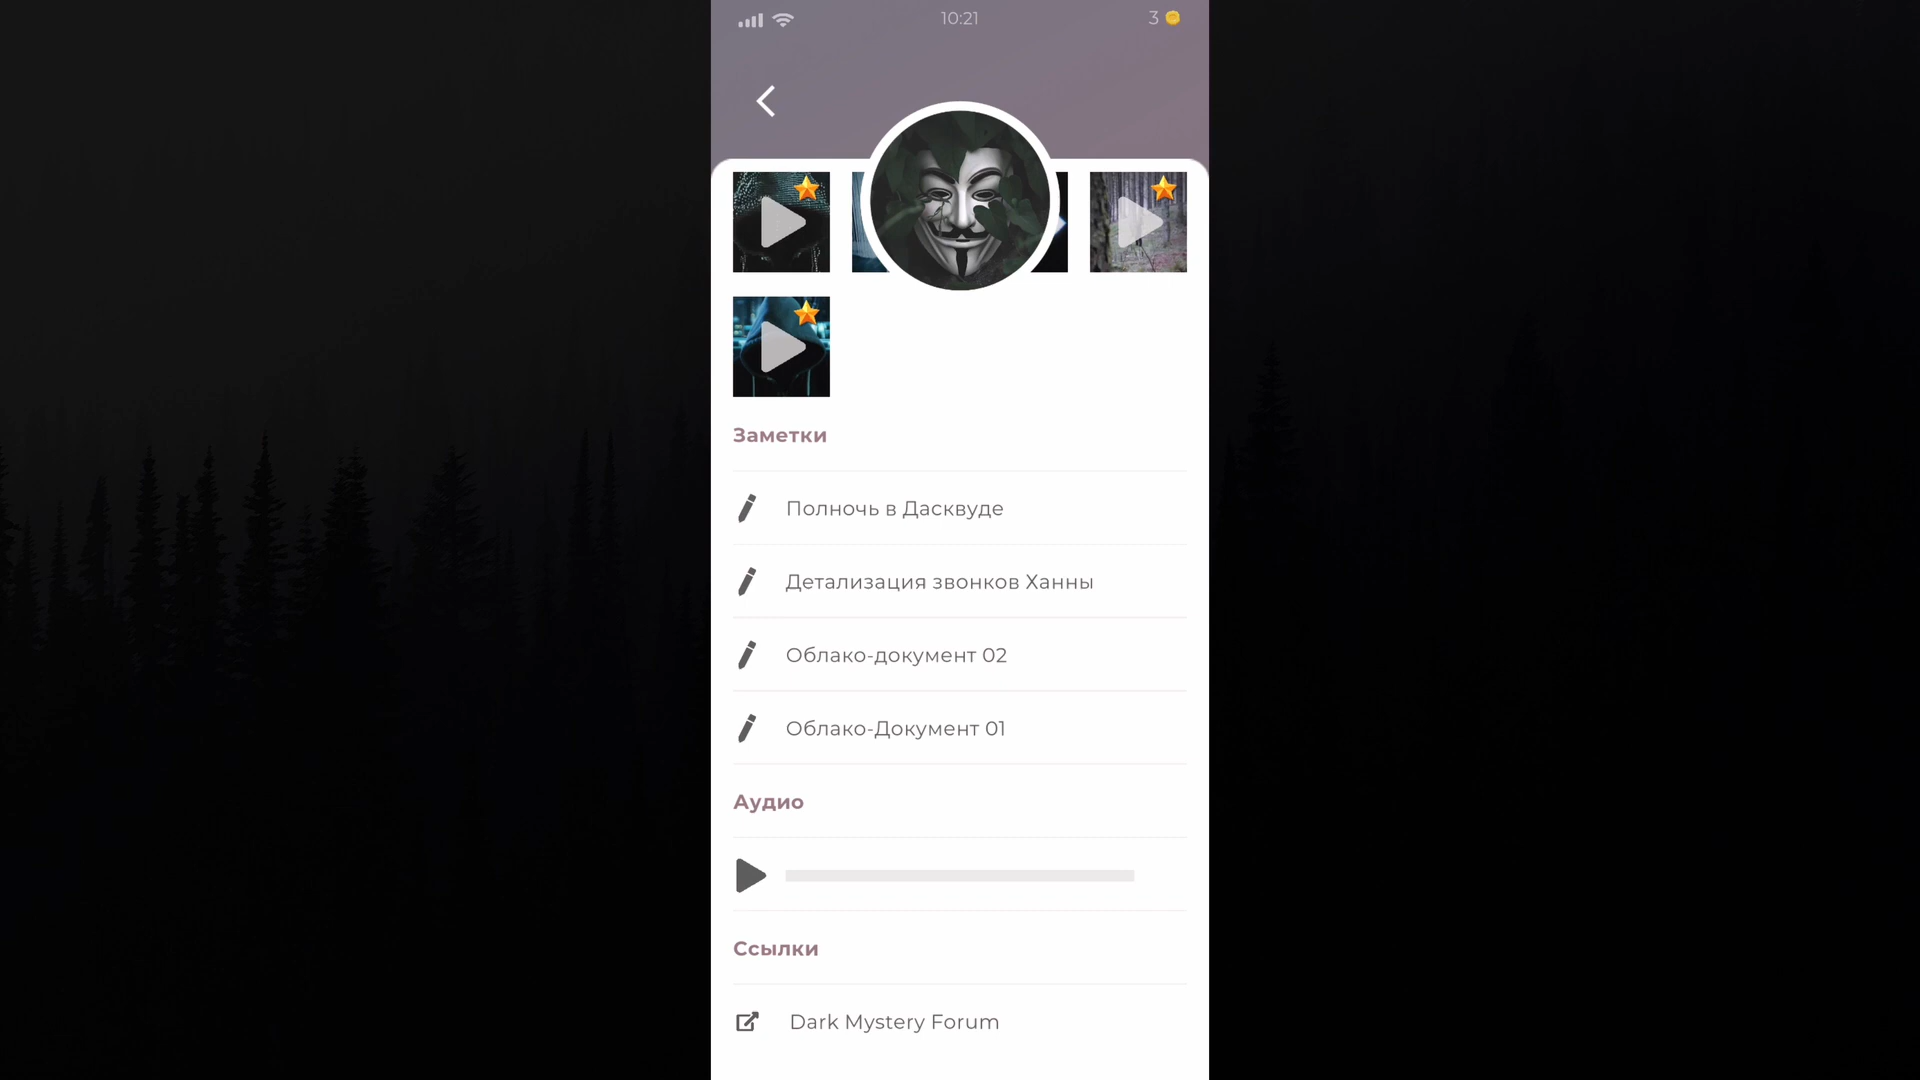 10:21
3
Заметки
Полночь в Дасквуде
Детализация звонков Ханны
Облако-документ 02
Облако-Документ 01
Аудио
Ссылки
Dark Mystery Forum